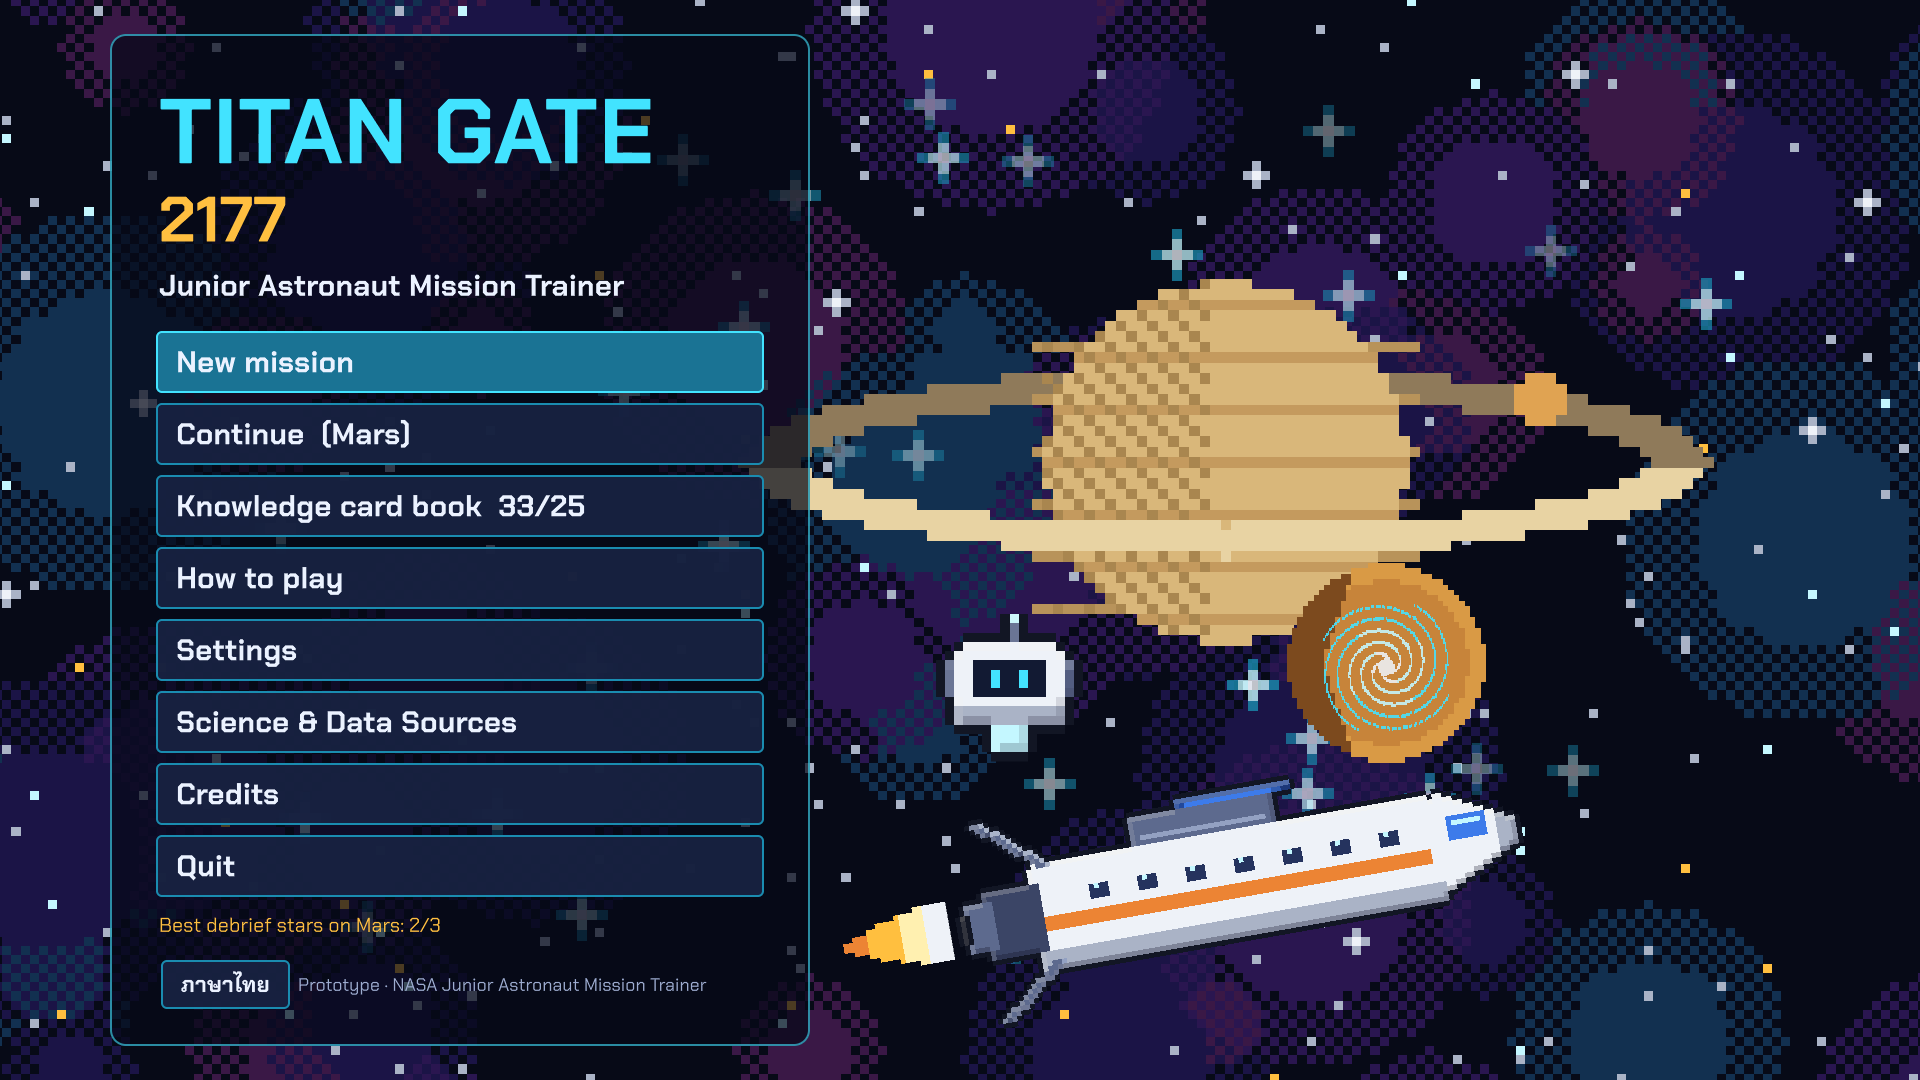 TITAN GATE
2177
Junior Astronaut Mission Trainer
New mission
Continue (Mars)
Knowledge card book 33/25
How to play
Settings
Science & Data Sources
Credits
Quit
Best debrief stars on Mars: 2/3
ภาษาไทย
Prototype · NASA Junior Astronaut Mission Trainer